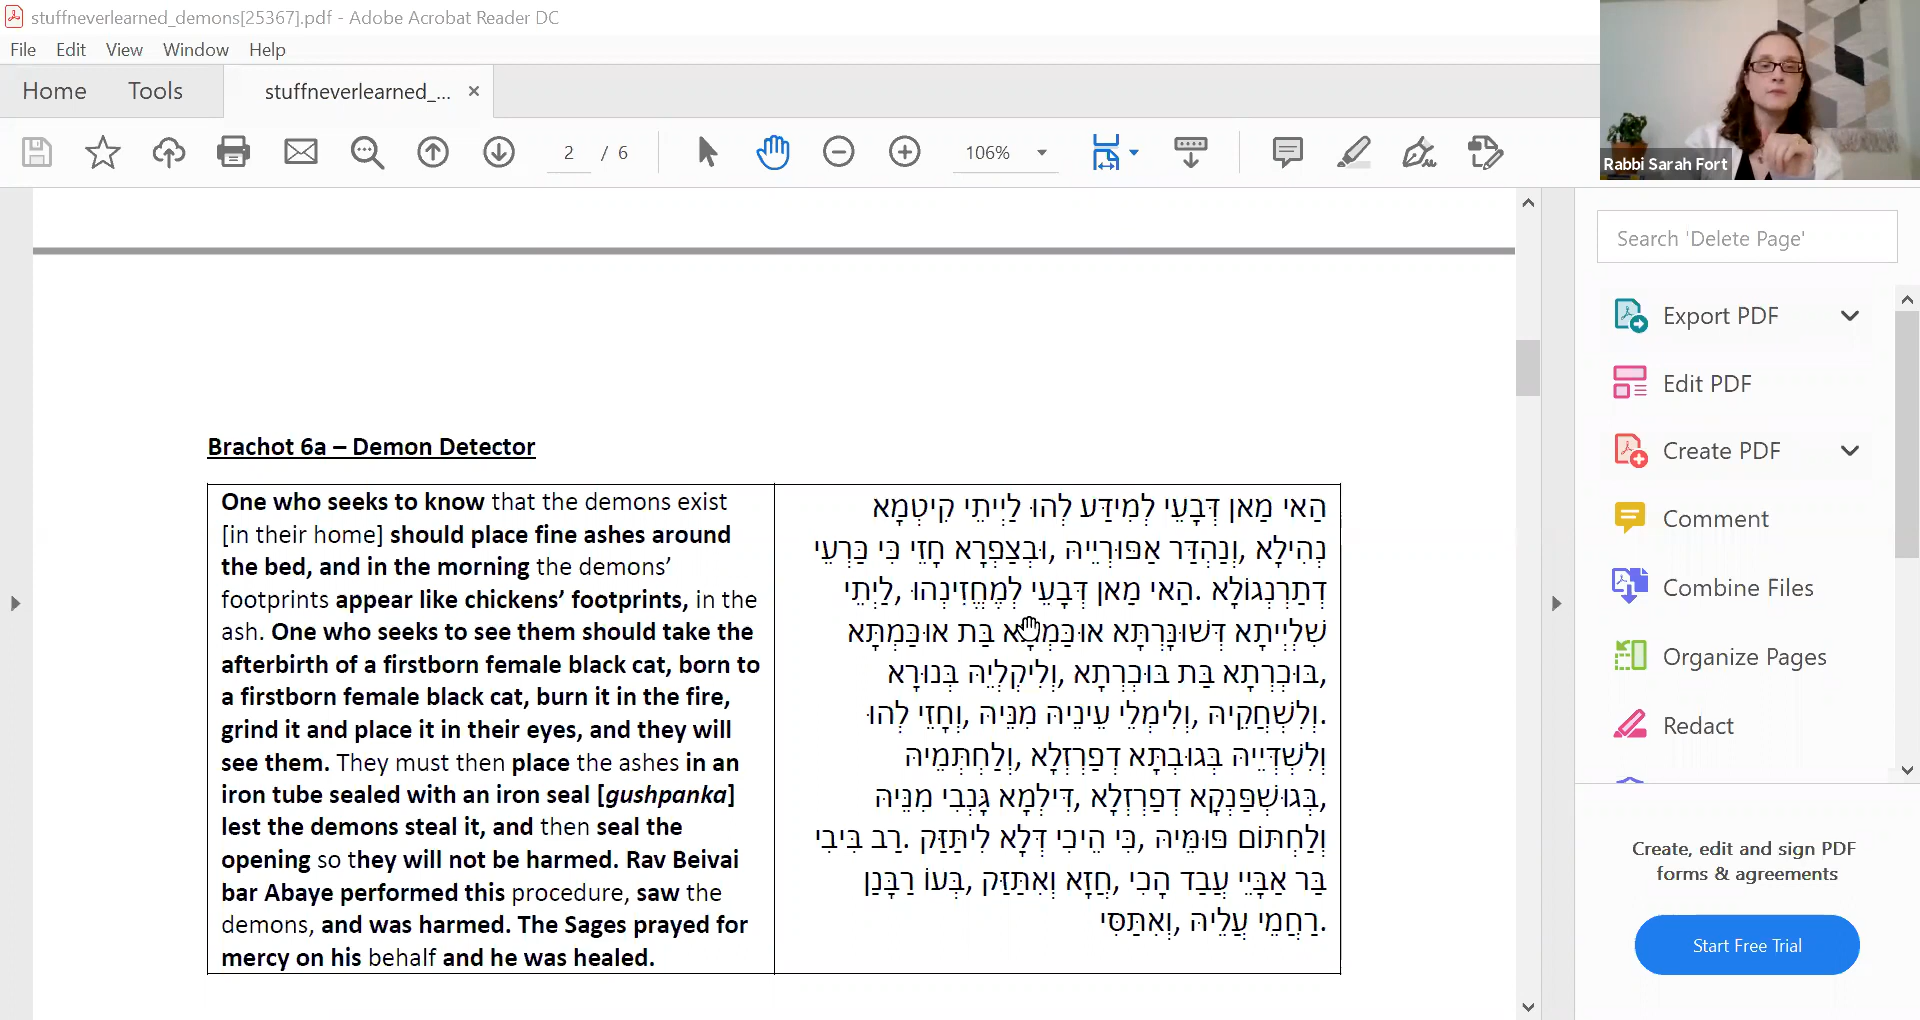 stuffneverlearned_demons[25367].pdf - Adobe Acrobat Reader DC
File Edit View Window Help
Home Tools stuffneverlearned_... ×
2 / 6 106%
Rabbi Sarah Fort
Search 'Delete Page'
Export PDF
Edit PDF
Create PDF
Comment
Combine Files
Organize Pages
Redact
Create, edit and sign PDF
forms & agreements
Start Free Trial
Brachot 6a – Demon Detector
One who seeks to know that the demons exist
[in their home] should place fine ashes around
the bed, and in the morning the demons’
footprints appear like chickens’ footprints, in the
ash. One who seeks to see them should take the
afterbirth of a firstborn female black cat, born to
a firstborn female black cat, burn it in the fire,
grind it and place it in their eyes, and they will
see them. They must then place the ashes in an
iron tube sealed with an iron seal [gushpanka]
lest the demons steal it, and then seal the
opening so they will not be harmed. Rav Beivai
bar Abaye performed this procedure, saw the
demons, and was harmed. The Sages prayed for
mercy on his behalf and he was healed.
הַאי מַאן דְּבָעֵי לְמִידַּע לְהוּ לַיְיתֵי קִיטְמָא
נְהִילָא, וְנַהְדַּר אַפּוּרְיֵיהּ, וּבְצַפְרָא חָזֵי כִּי כַּרְעֵי
דְתַרְנְגוֹלָא. הַאי מַאן דְּבָעֵי לְמֶחֱזִינְהוּ, לַיְתֵי
שִׁלְיְיתָא דְּשׁוּנָּרְתָּא אוּכַּמְתָּא בַּת אוּכַּמְתָּא
בּוּכְרְתָא בַּת בּוּכְרְתָא, וְלִיקְלְיֵהּ בְּנוּרָא,
וְלִשְׁחֲקֵיהּ, וְלִימְלֵי עֵינֵיהּ מִנֵּיהּ, וְחָזֵי לְהוּ.
וְלִשְׁדְּיֵיהּ בְּגוּבְתָּא דְפַרְזְלָא, וְלַחְתְּמֵיהּ
בְּגוּשְׁפַּנְקָא דְפַרְזְלָא, דִּילְמָא גָּנְבִי מִנֵּיהּ,
וְלַחְתּוֹם פּוּמֵּיהּ, כִּי הֵיכִי דְּלָא לִיתַּזַּק. רַב בִּיבִי
בַּר אַבָּיֵי עֲבַד הָכִי, חֲזָא וְאִתַּזַּק, בְּעוֹ רַבָּנַן
רַחֲמֵי עֲלֵיהּ, וְאִתַּסִּי.